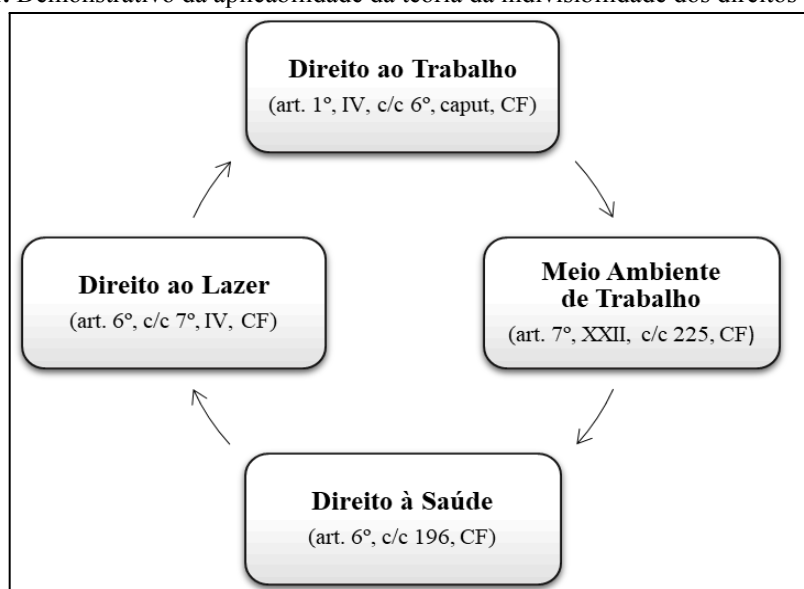 Demonstrativo da aplicabilidade da teoria da indivisibilidade dos direitos
Direito ao Trabalho
(art. 1º, IV, c/c 6º, caput, CF)
Meio Ambiente
de Trabalho
(art. 7º, XXII, c/c 225, CF)
Direito à Saúde
(art. 6º, c/c 196, CF)
Direito ao Lazer
(art. 6º, c/c 7º, IV, CF)